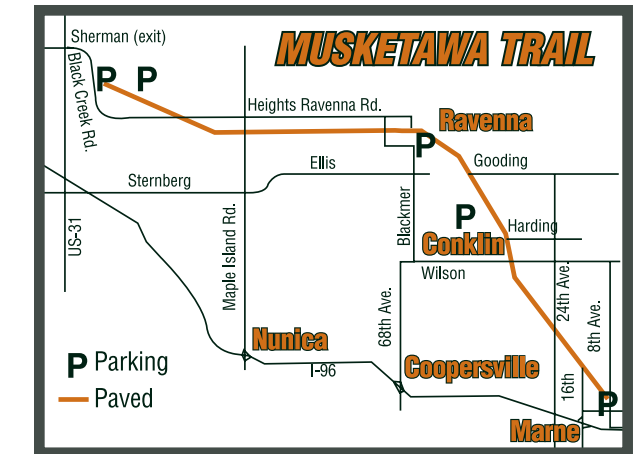 Sherman (exit)
MUSKETAWA TRAIL
P P
Black Creek Rd.
Heights Ravenna Rd.
Ravenna
P
Ellis
Gooding
Sternberg
P
Harding
US-31
Maple Island Rd.
Blackmer
Conklin
Wilson
24th Ave.
8th Ave.
68th Ave.
Nunica
I-96
Coopersville
16th
P Parking
Paved
P
Marne